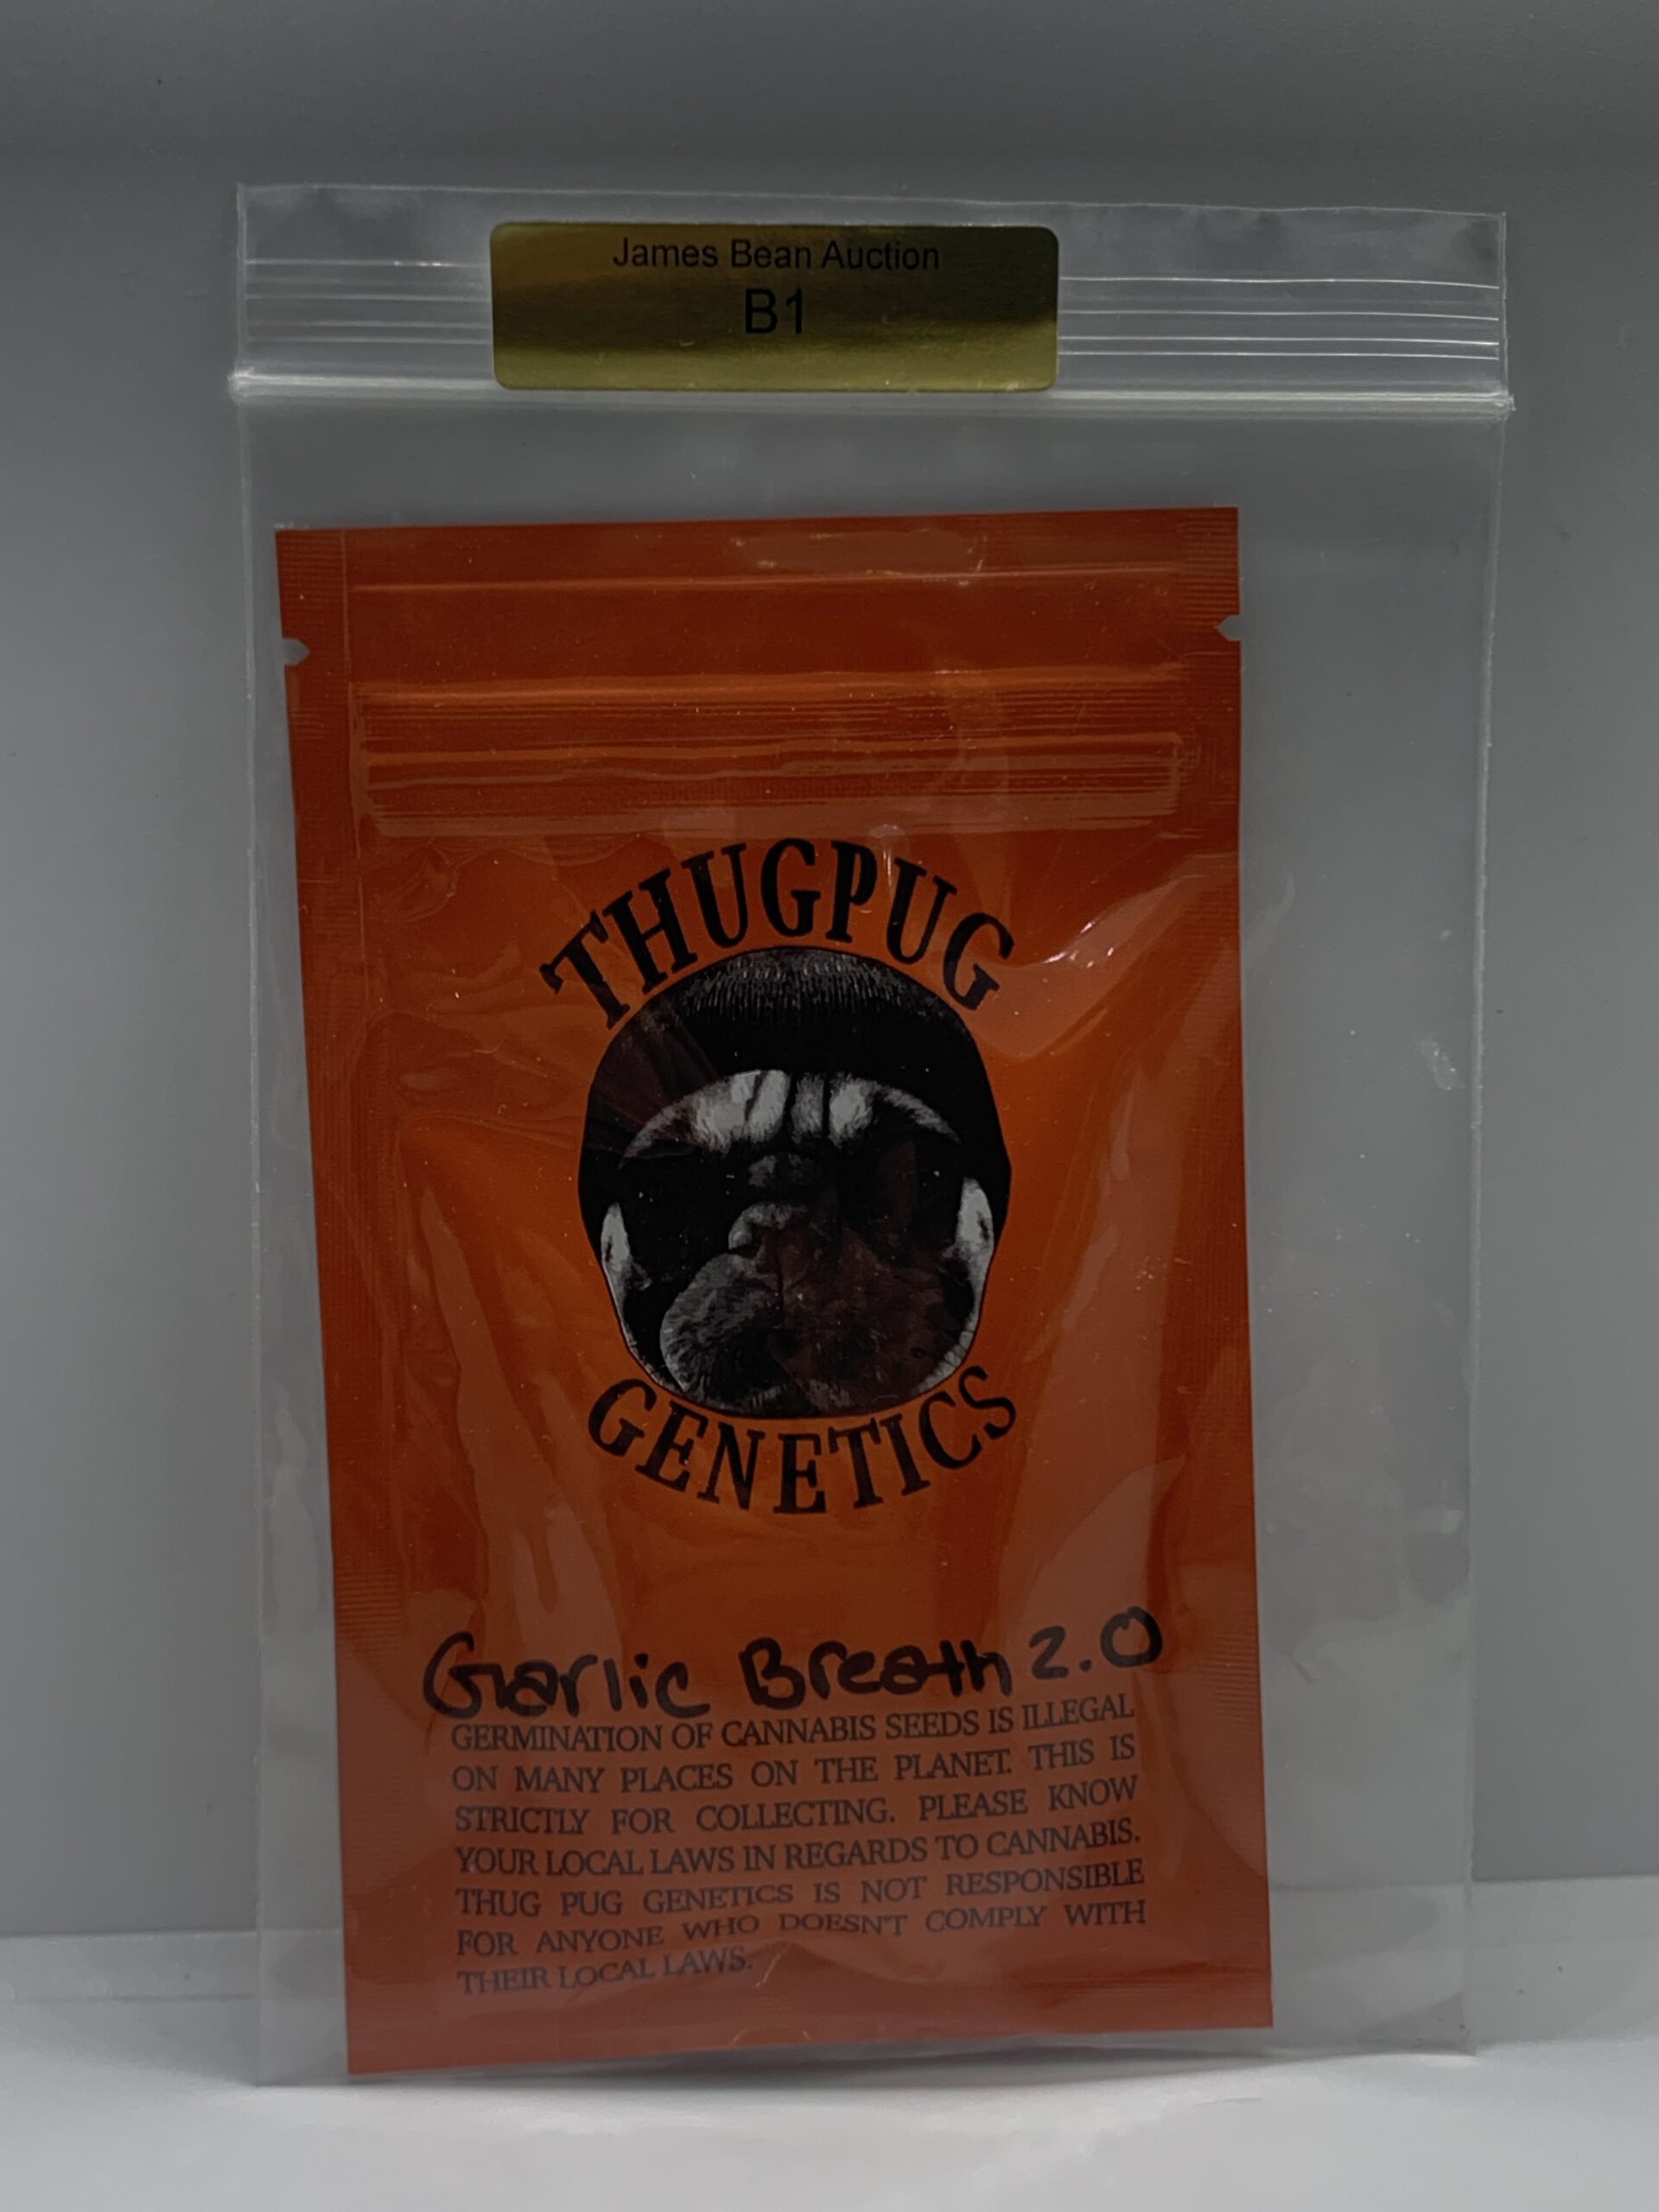 James Bean Auction
B1
THUGPUG
GENETICS
Garlic Breath 2.0
GERMINATION OF CANNABIS SEEDS IS ILLEGAL
ON MANY PLACES ON THE PLANET. THIS IS
STRICTLY FOR COLLECTING. PLEASE KNOW
YOUR LOCAL LAWS IN REGARDS TO CANNABIS.
THUG PUG GENETICS IS NOT RESPONSIBLE
FOR ANYONE WHO DOESN'T COMPLY WITH
THEIR LOCAL LAWS.